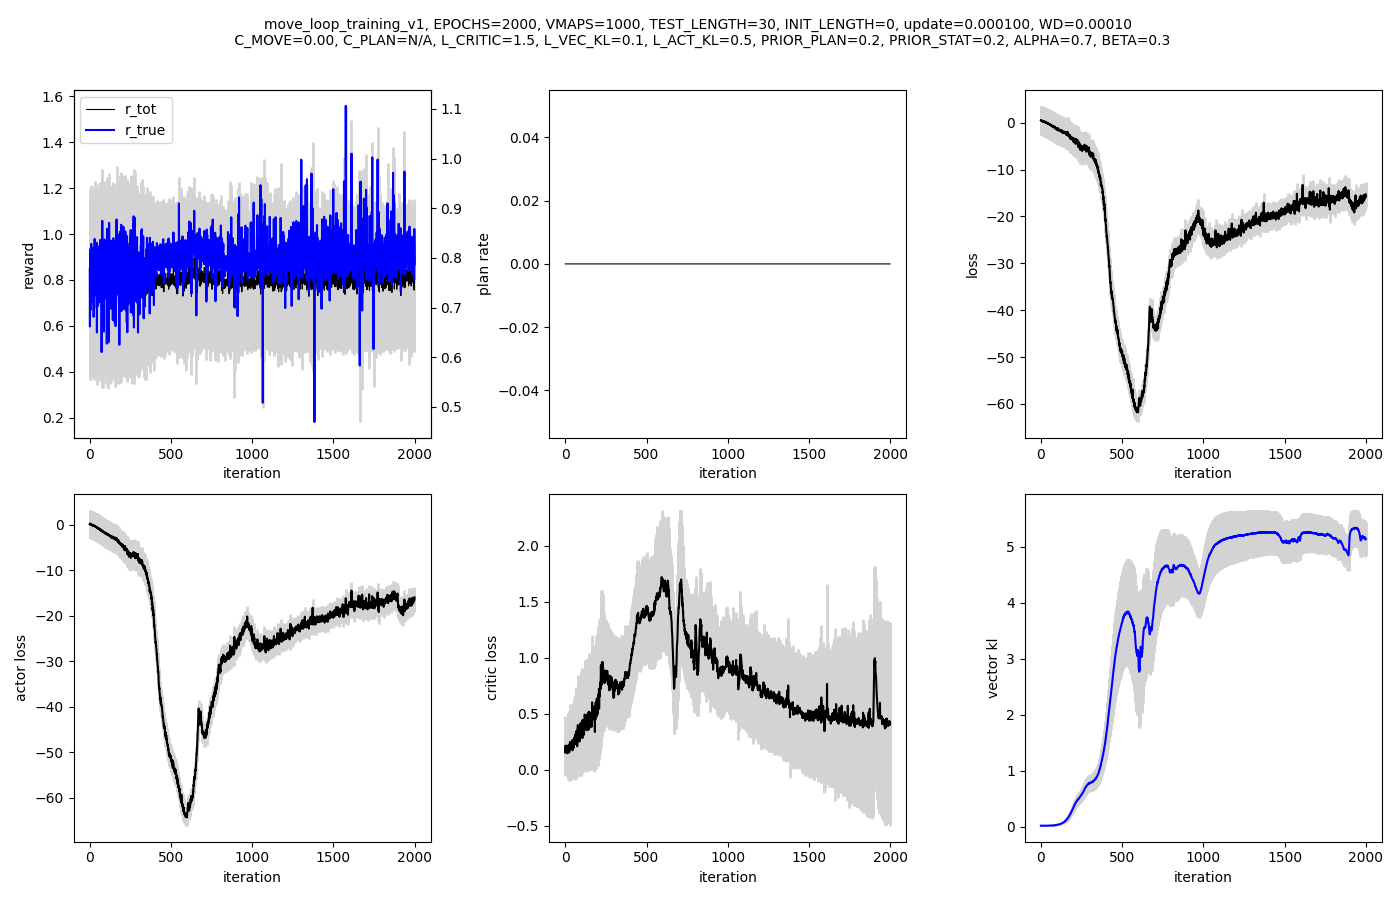 move_loop_training_v1, EPOCHS=2000, VMAPS=1000, TEST_LENGTH=30, INIT_LENGTH=0, update=0.000100, WD=0.00010
C_MOVE=0.00, C_PLAN=N/A, L_CRITIC=1.5, L_VEC_KL=0.1, L_ACT_KL=0.5, PRIOR_PLAN=0.2, PRIOR_STAT=0.2, ALPHA=0.7, BETA=0.3
r_tot
r_true
reward
1.6
1.4
1.2
1.0
0.8
0.6
0.4
0.2
1.1
1.0
0.9
0.8
0.7
0.6
0.5
0 500 1000 1500 2000
iteration
plan rate
0.04
0.02
0.00
−0.02
−0.04
0 500 1000 1500 2000
iteration
loss
0
−10
−20
−30
−40
−50
−60
0 500 1000 1500 2000
iteration
actor loss
0
−10
−20
−30
−40
−50
−60
0 500 1000 1500 2000
iteration
critic loss
2.0
1.5
1.0
0.5
0.0
−0.5
0 500 1000 1500 2000
iteration
vector kl
5
4
3
2
1
0
0 500 1000 1500 2000
iteration